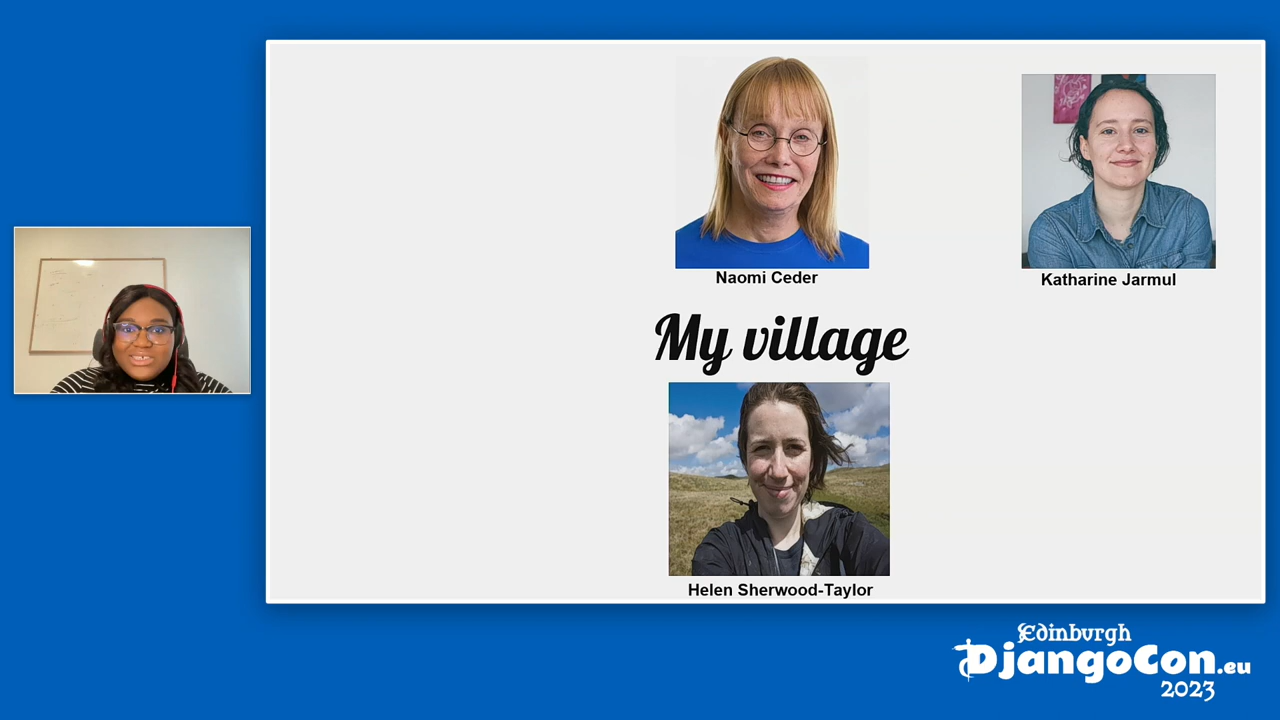 Naomi Ceder
Katharine Jarmul
My village
Helen Sherwood-Taylor
Edinburgh
DjangoCon.eu
2023